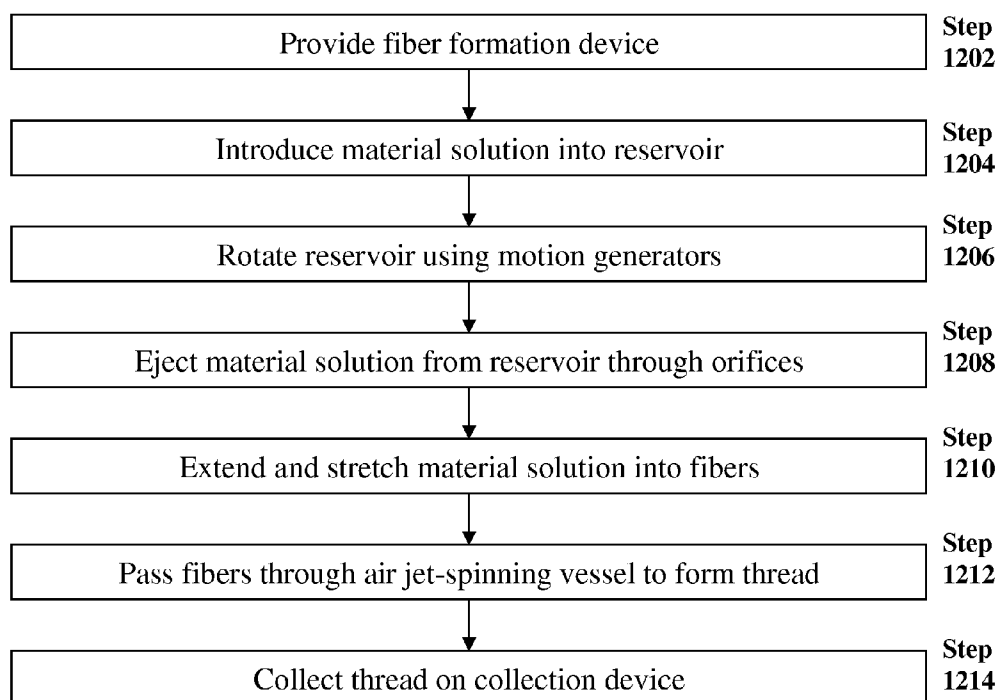 Provide fiber formation device
Step
1202
Introduce material solution into reservoir
Step
1204
Rotate reservoir using motion generators
Step
1206
Eject material solution from reservoir through orifices
Step
1208
Extend and stretch material solution into fibers
Step
1210
Pass fibers through air jet-spinning vessel to form thread
Step
1212
Collect thread on collection device
Step
1214